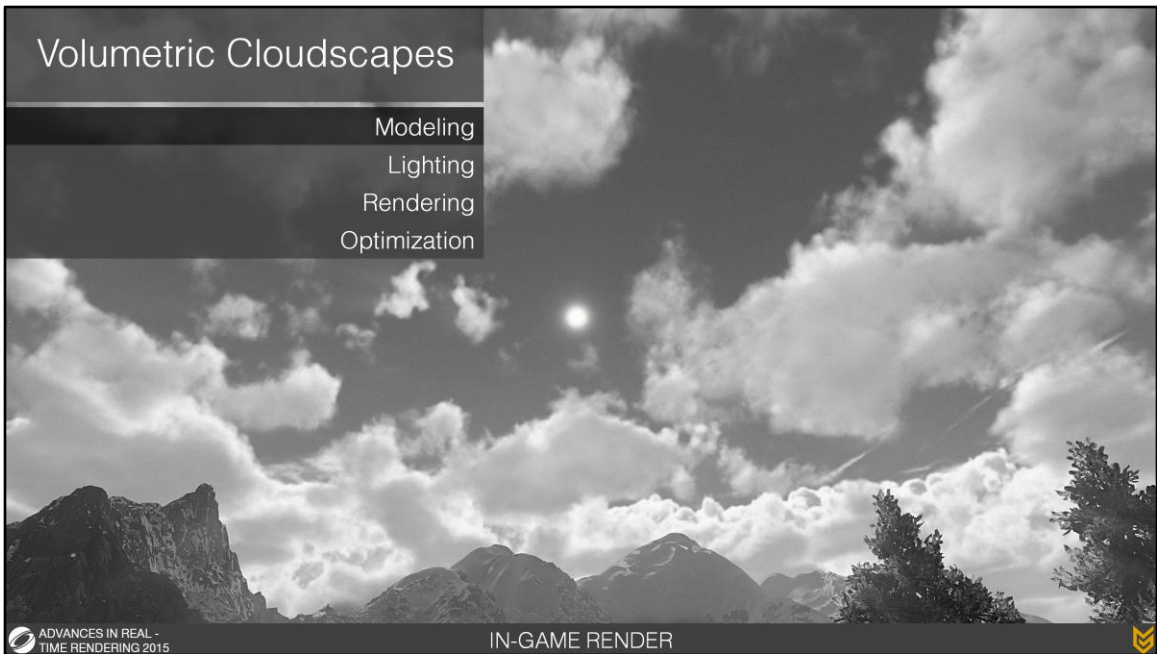 Volumetric Cloudscapes
Modeling
Lighting
Rendering
Optimization
ADVANCES IN REAL -
TIME RENDERING 2015
IN-GAME RENDER